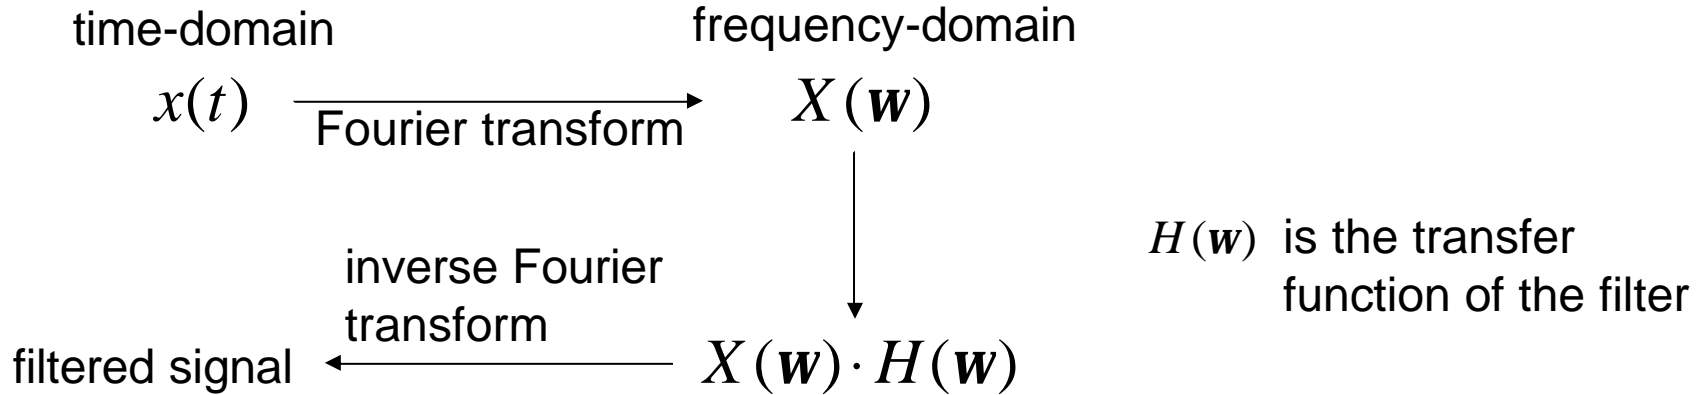 time-domain
frequency-domain
x(t)
Fourier transform
X(w)
H(w) is the transfer
function of the filter
inverse Fourier
transform
filtered signal
X(w)·H(w)